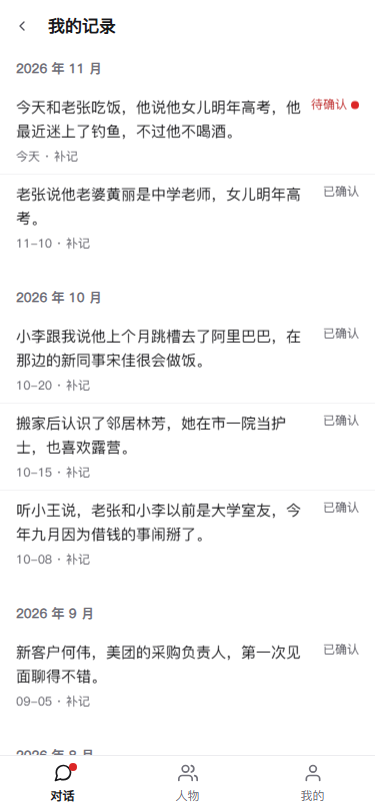 我的记录
2026 年 11 月
今天和老张吃饭，他说他女儿明年高考，他
最近迷上了钓鱼，不过他不喝酒。
待确认
今天 · 补记
老张说他老婆黄丽是中学老师，女儿明年高
考。
已确认
11-10 · 补记
2026 年 10 月
小李跟我说他上个月跳槽去了阿里巴巴，在
那边的新同事宋佳很会做饭。
已确认
10-20 · 补记
搬家后认识了邻居林芳，她在市一院当护
士，也喜欢露营。
已确认
10-15 · 补记
听小王说，老张和小李以前是大学室友，今
年九月因为借钱的事闹掰了。
已确认
10-08 · 补记
2026 年 9 月
新客户何伟，美团的采购负责人，第一次见
面聊得不错。
已确认
09-05 · 补记
2026 年 8 月
对话
人物
我的